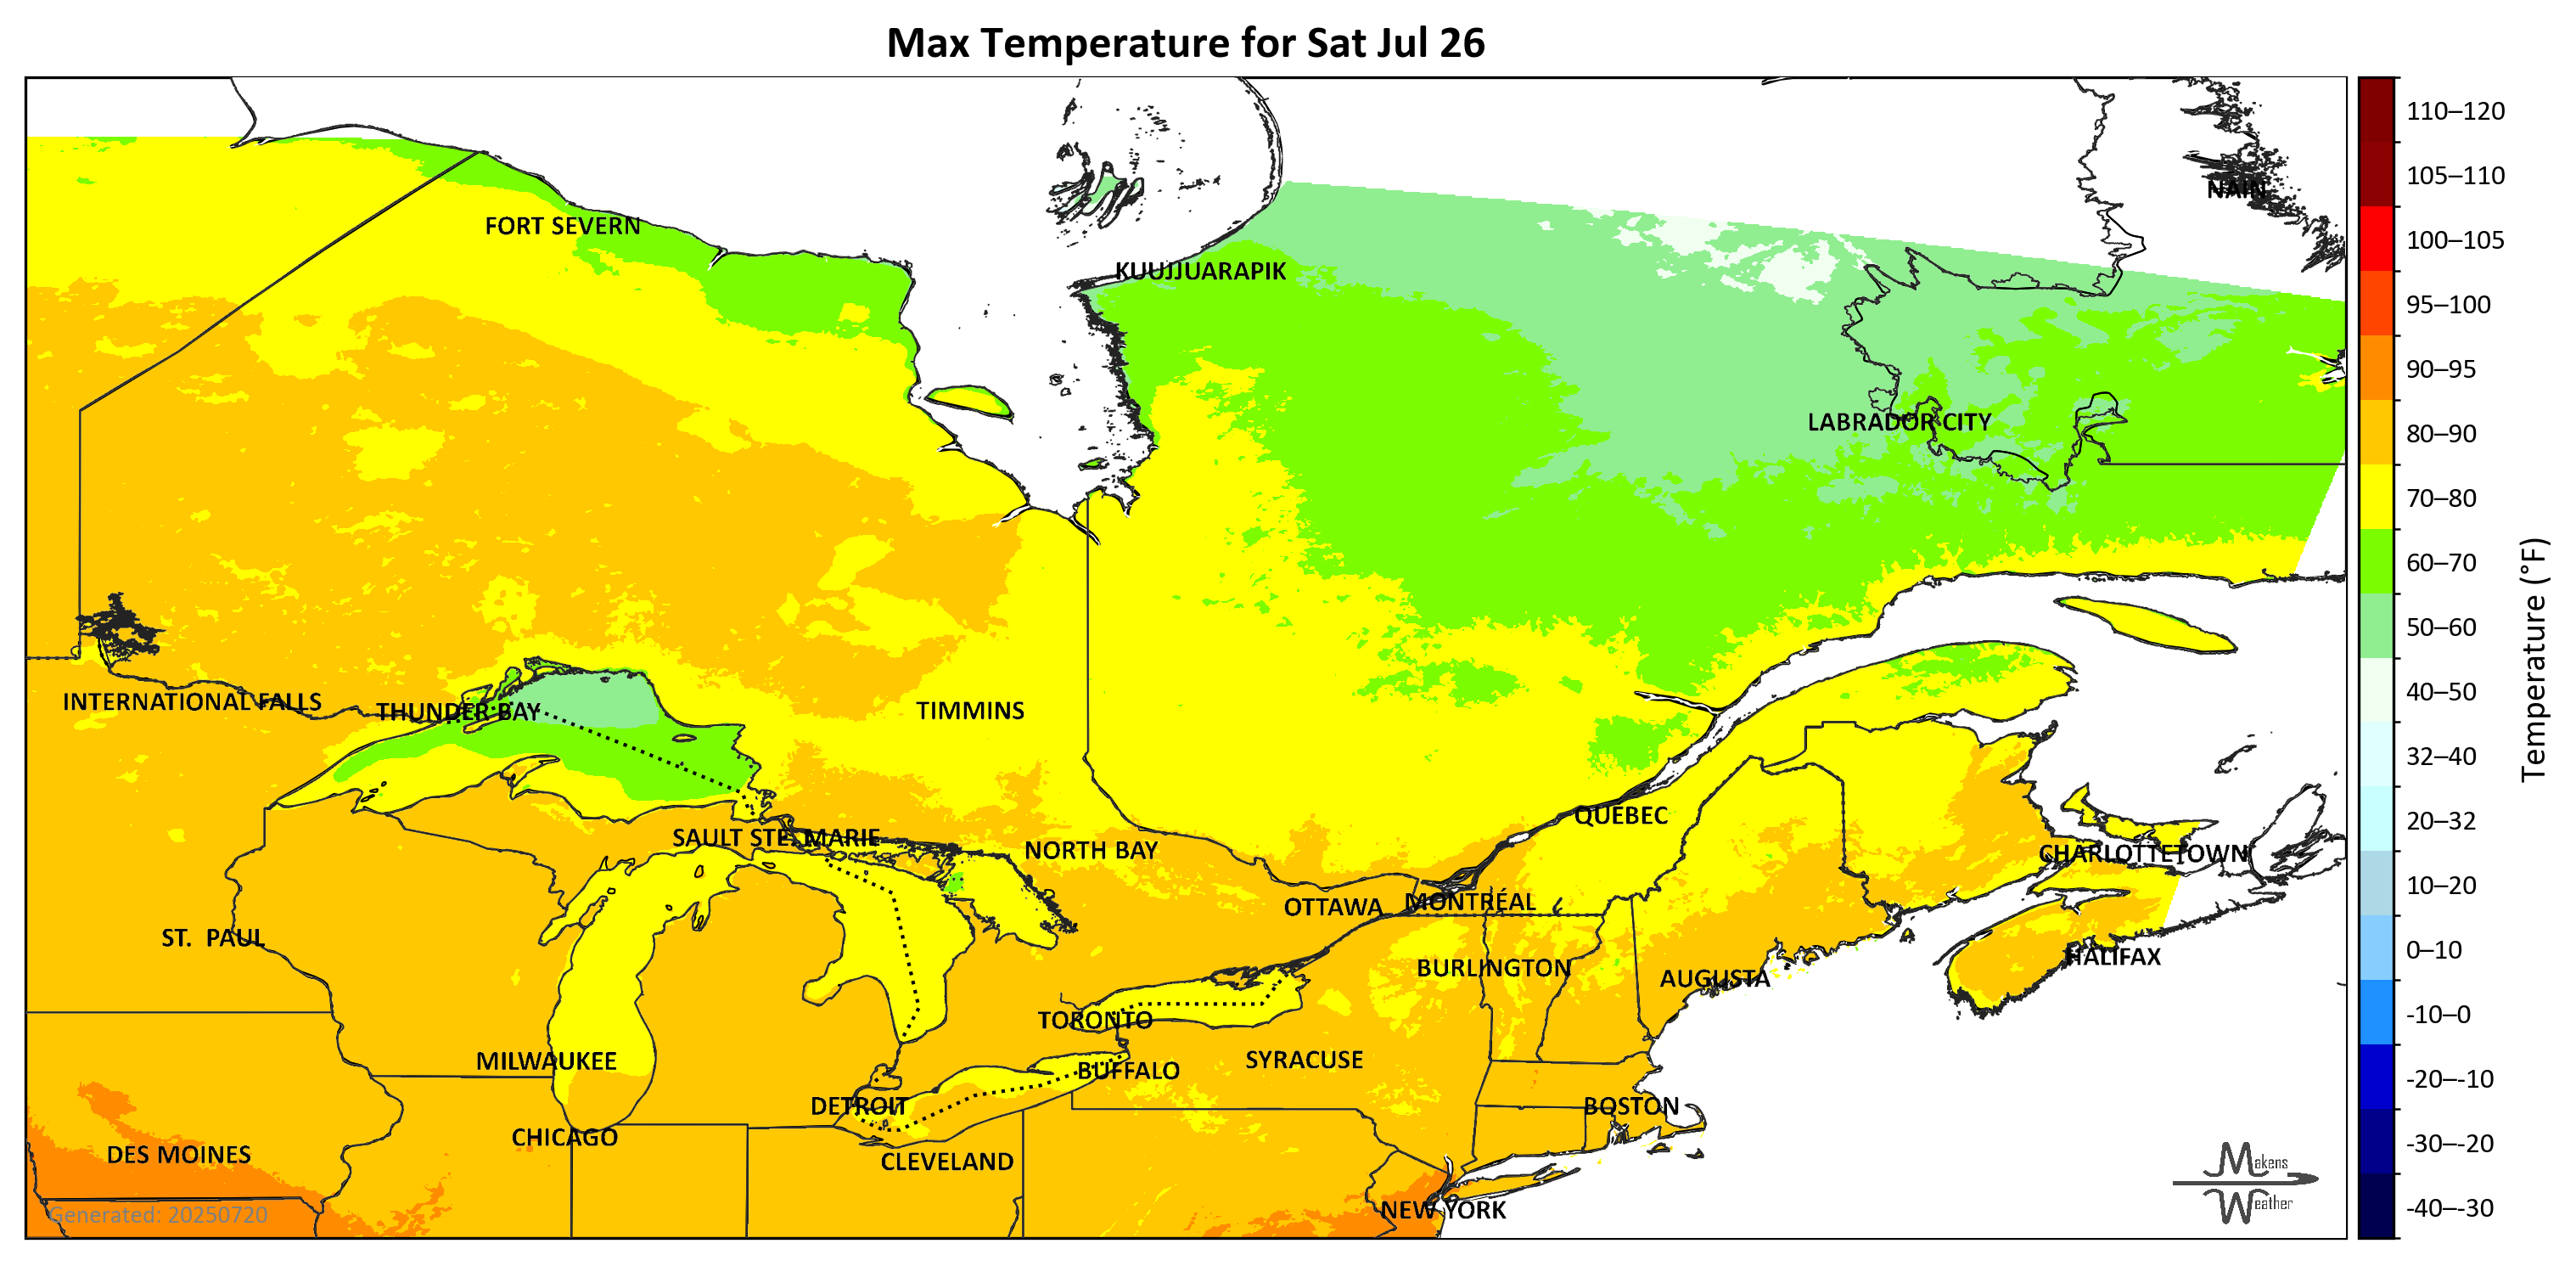 Max Temperature for Sat Jul 26
NAIN
FORT SEVERN
KUUJJUARAPIK
LABRADOR CITY
INTERNATIONAL FALLS
THUNDER BAY
TIMMINS
QUEBEC
SAULT STE. MARIE
NORTH BAY
CHARLOTTETOWN
OTTAWA
MONTRÉAL
ST.  PAUL
HALIFAX
BURLINGTON
AUGUSTA
TORONTO
MILWAUKEE
SYRACUSE
BUFFALO
DETROIT
BOSTON
CHICAGO
DES MOINES
CLEVELAND
NEW YORK
Generated: 20250720
Makens
Weather
110–120
105–110
100–105
95–100
90–95
80–90
70–80
60–70
50–60
40–50
32–40
20–32
10–20
0–10
-10–0
-20–-10
-30–-20
-40–-30
Temperature (°F)